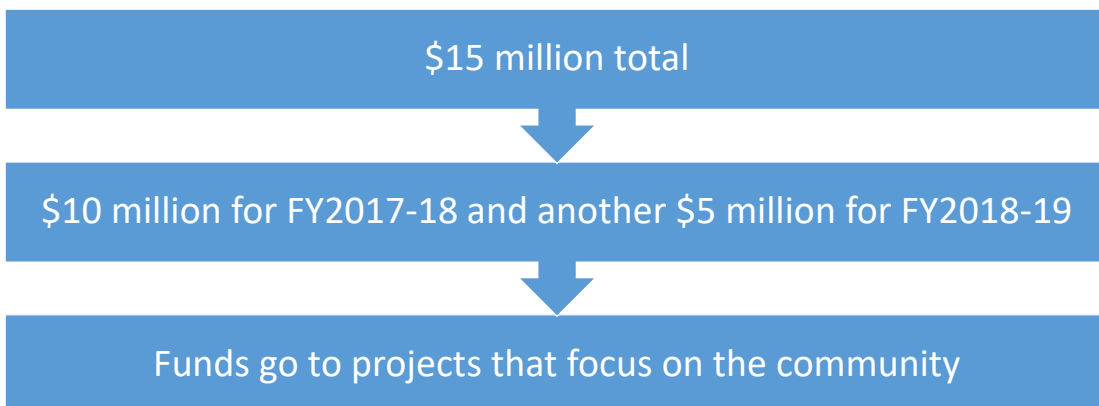 $15 million total
$10 million for FY2017-18 and another $5 million for FY2018-19
Funds go to projects that focus on the community